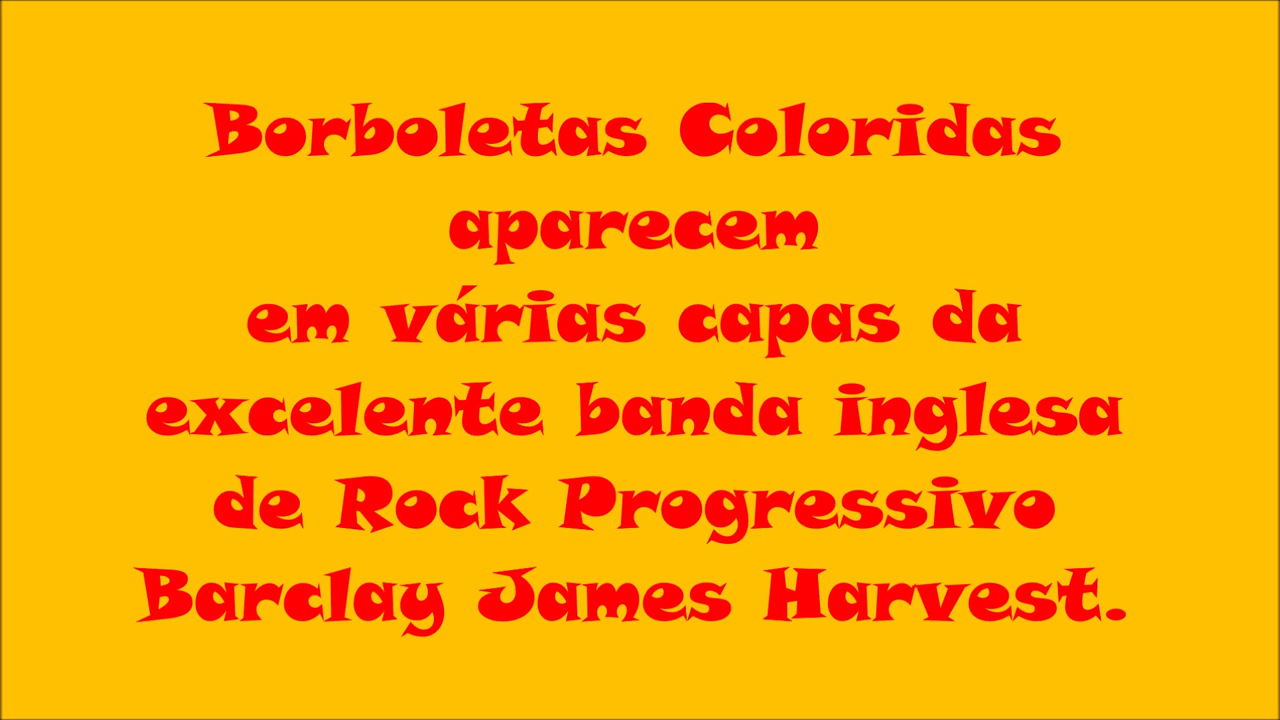 Borboletas Coloridas
aparecem
em várias capas da
excelente banda inglesa
de Rock Progressivo
Barclay James Harvest.